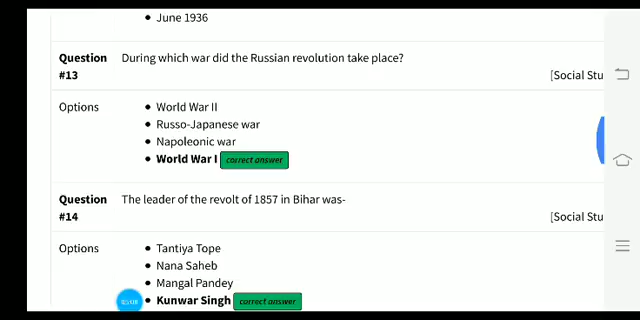 June 1936
Question #13 During which war did the Russian revolution take place? [Social Stu
Options
World War II
Russo-Japanese war
Napoleonic war
World War I correct answer
Question #14 The leader of the revolt of 1857 in Bihar was- [Social Stu
Options
Tantiya Tope
Nana Saheb
Mangal Pandey
Kunwar Singh correct answer